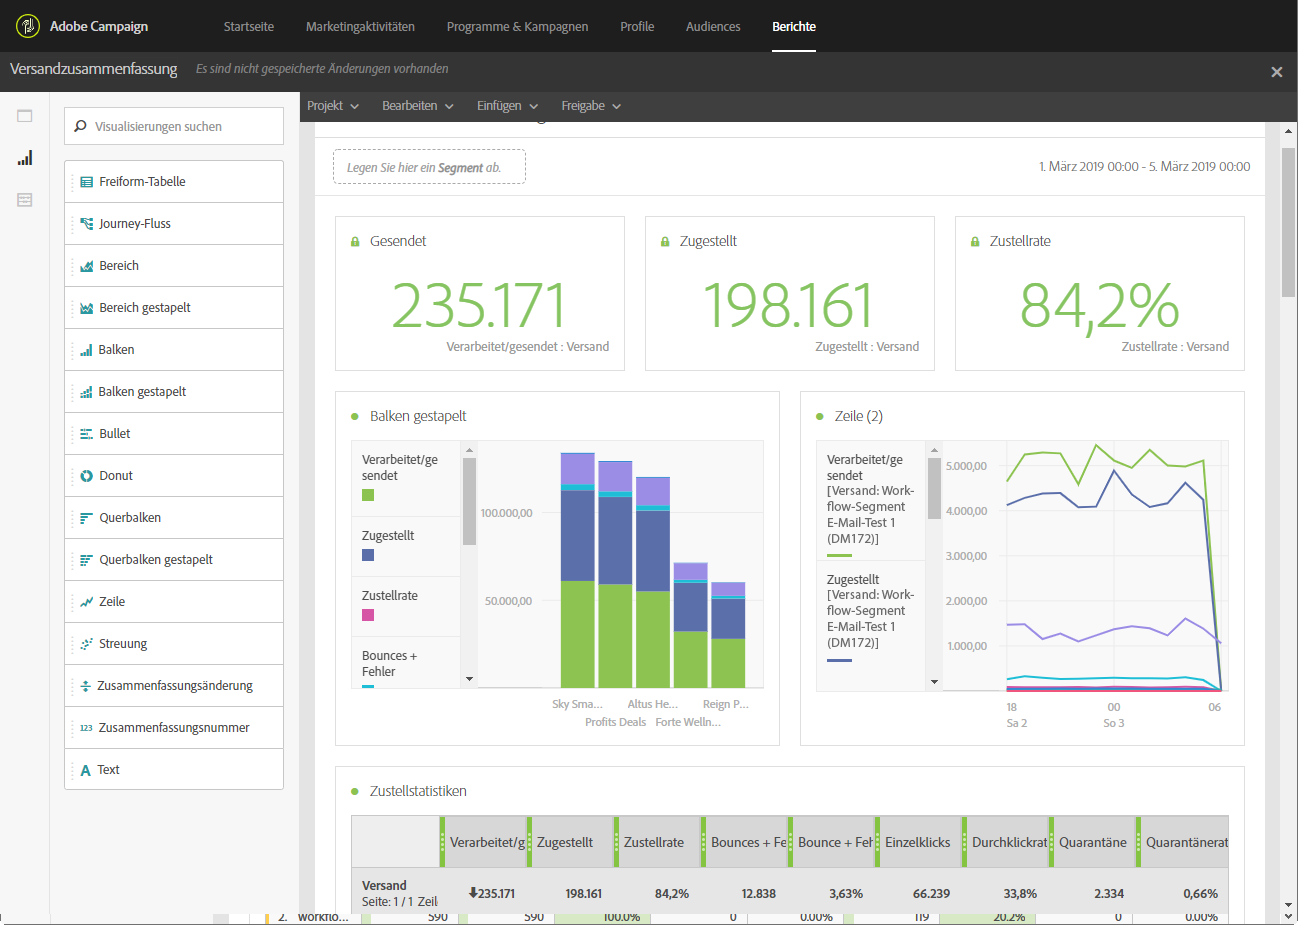 Adobe Campaign
Startseite
Marketingaktivitäten
Programme & Kampagnen
Profile
Audiences
Berichte
Versandzusammenfassung
Es sind nicht gespeicherte Änderungen vorhanden
Projekt
Bearbeiten
Einfügen
Freigabe
Visualisierungen suchen
Freiform-Tabelle
Journey-Fluss
Bereich
Bereich gestapelt
Balken
Balken gestapelt
Bullet
Donut
Querbalken
Querbalken gestapelt
Zeile
Streuung
Zusammenfassungsänderung
123 Zusammenfassungsnummer
A Text
Legen Sie hier ein Segment ab.
1. März 2019 00:00 - 5. März 2019 00:00
Gesendet
235.171
Verarbeitet/gesendet : Versand
Zugestellt
198.161
Zugestellt : Versand
Zustellrate
84,2%
Zustellrate : Versand
Balken gestapelt
Verarbeitet/ge
sendet
Zugestellt
Zustellrate
Bounces +
Fehler
100.000,00
50.000,00
Sky Sma...
Altus He...
Reign P...
Profits Deals
Forte Welln...
Zeile (2)
Verarbeitet/ge
sendet
[Versand: Work-
flow-Segment
E-Mail-Test 1
(DM172)]
Zugestellt
[Versand: Work-
flow-Segment
E-Mail-Test 1
(DM172)]
5.000,00
4.000,00
3.000,00
2.000,00
1.000,00
18
00
06
Sa 2
So 3
Zustellstatistiken
Verarbeitet/g
Zugestellt
Zustellrate
Bounces + Fe
Bounce + Feh
Einzelklicks
Durchklickrat
Quarantäne
Quarantänerat
Versand
Seite: 1 / 1 Zeil
235.171
198.161
84,2%
12.838
3,63%
66.239
33,8%
2.334
0,66%
2. Workflo... 590 590 100.0% 0 0.00% 119 20.2% 0 0.00%